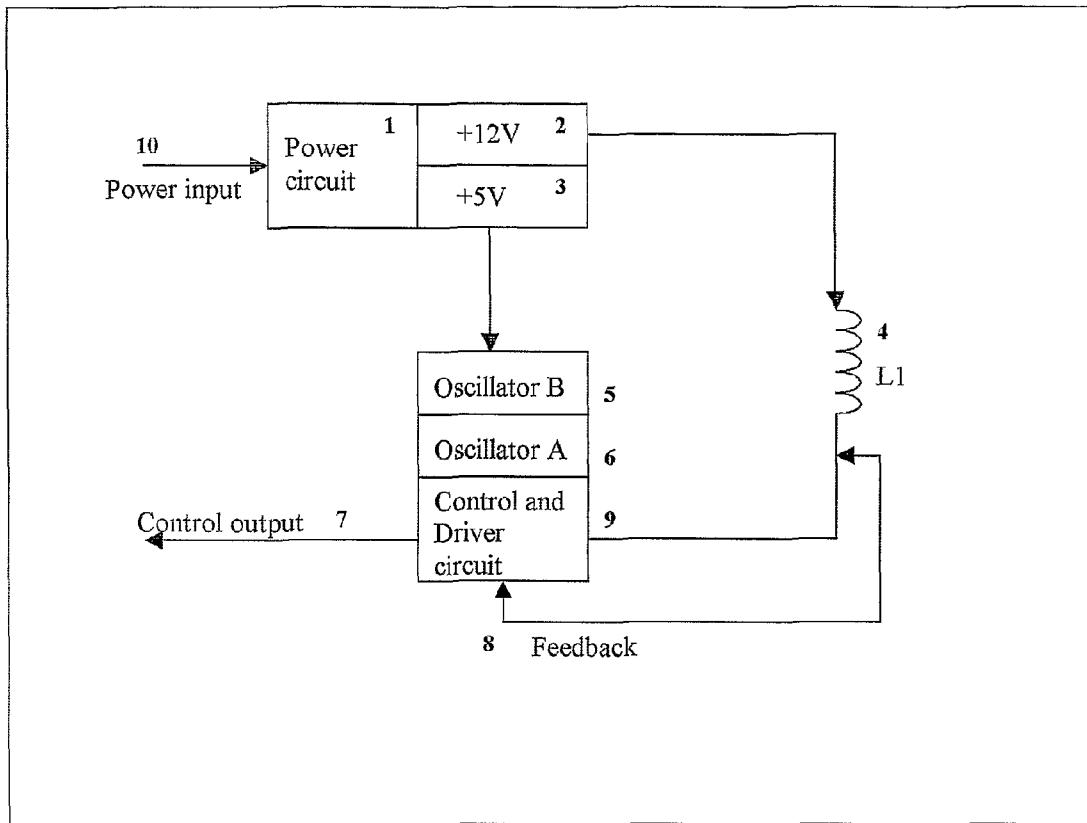 1
+12V 2
10
Power
circuit
Power input
+5V 3
4
L1
Oscillator B 5
Oscillator A 6
Control output 7
Control and
Driver
circuit
9
8 Feedback